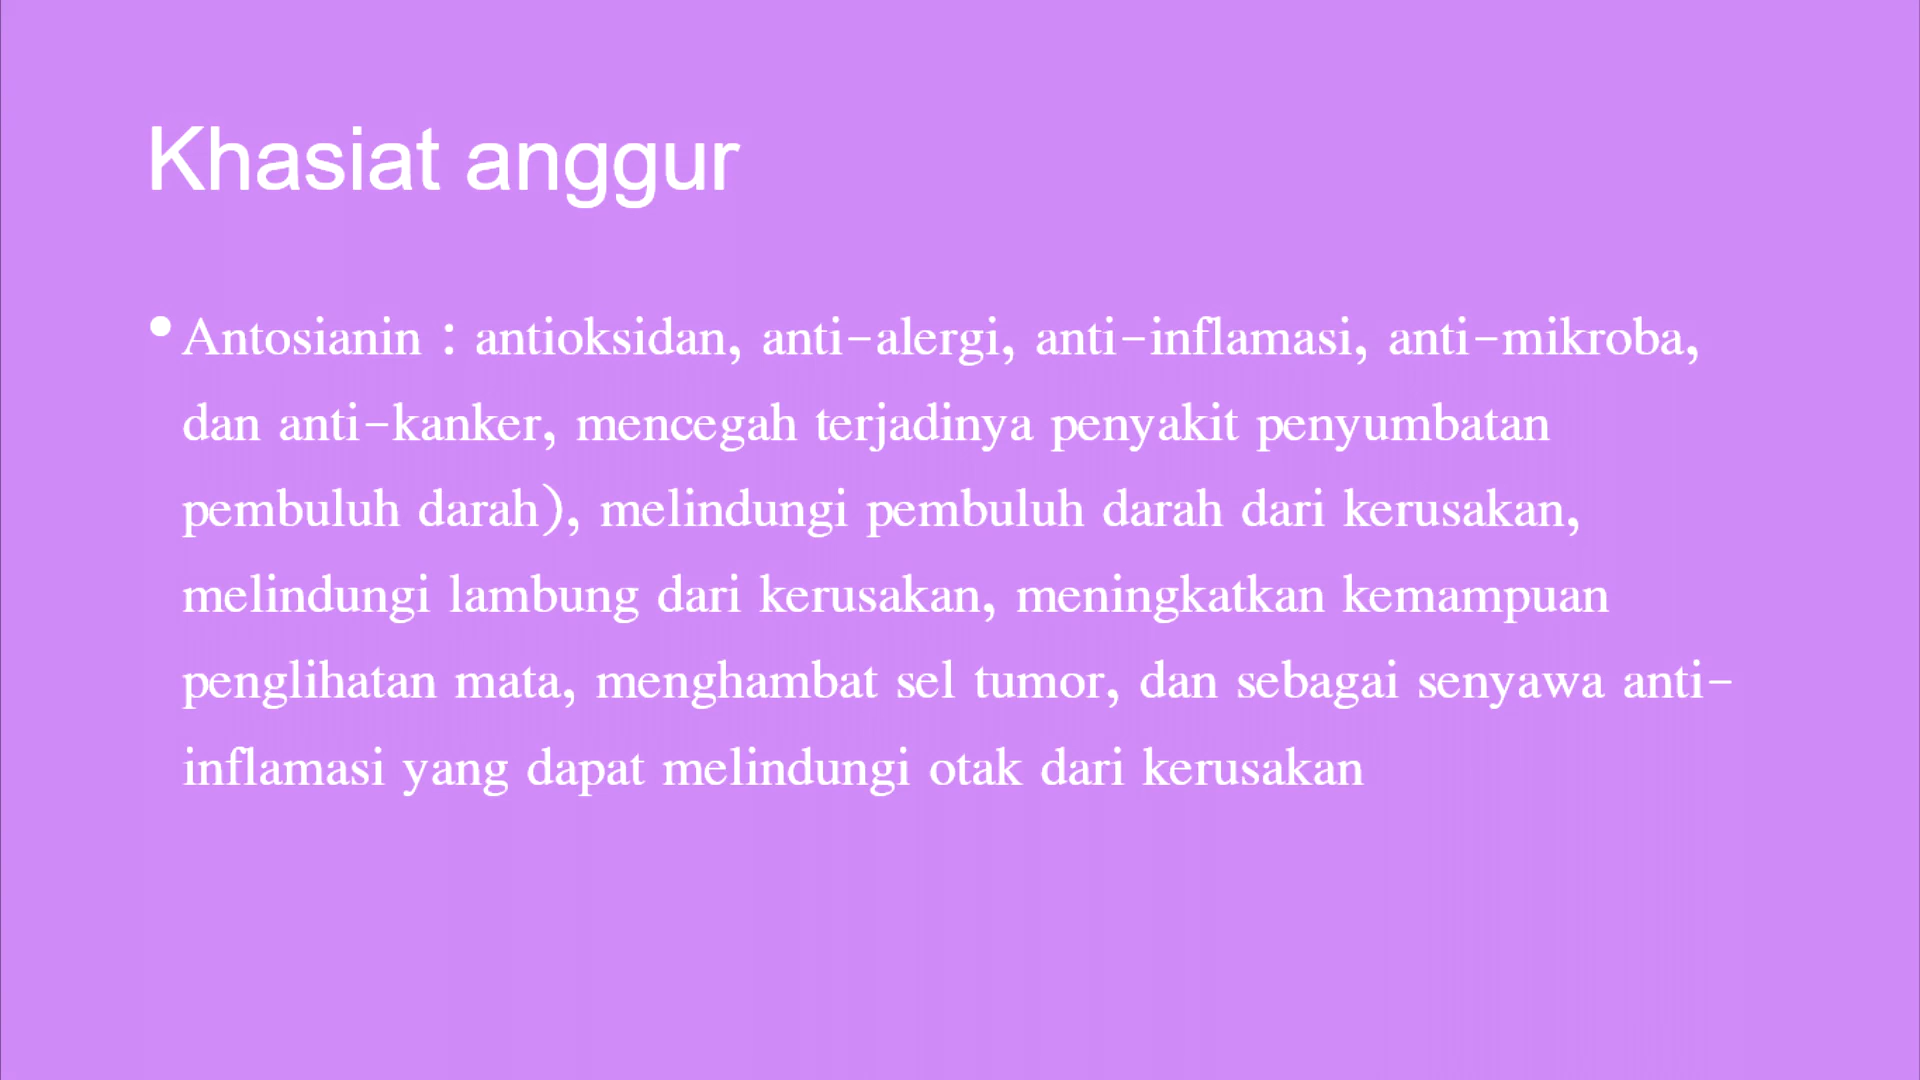 Khasiat anggur
• Antosianin : antioksidan, anti-alergi, anti-inflamasi, anti-mikroba,
dan anti-kanker, mencegah terjadinya penyakit penyumbatan
pembuluh darah), melindungi pembuluh darah dari kerusakan,
melindungi lambung dari kerusakan, meningkatkan kemampuan
penglihatan mata, menghambat sel tumor, dan sebagai senyawa anti-
inflamasi yang dapat melindungi otak dari kerusakan